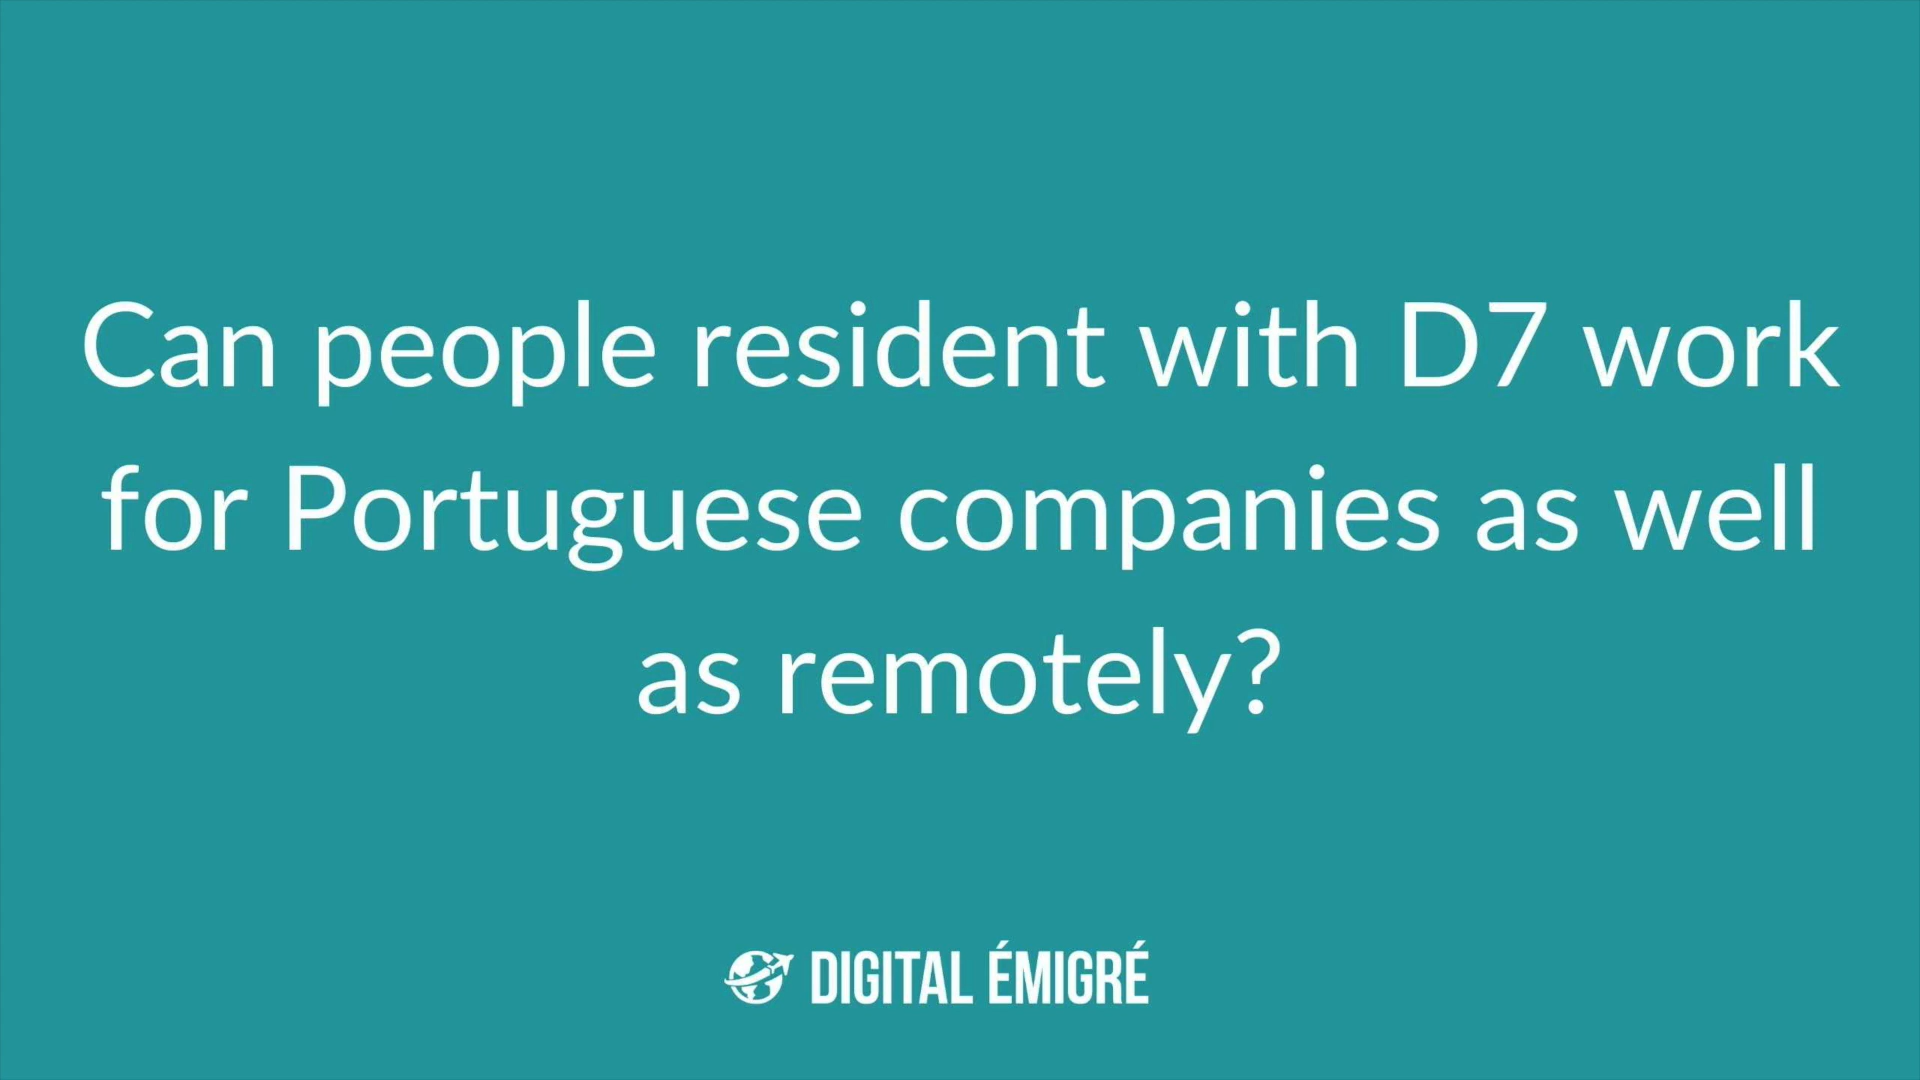 Can people resident with D7 work
for Portuguese companies as well
as remotely?
DIGITAL ÉMIGRÉ